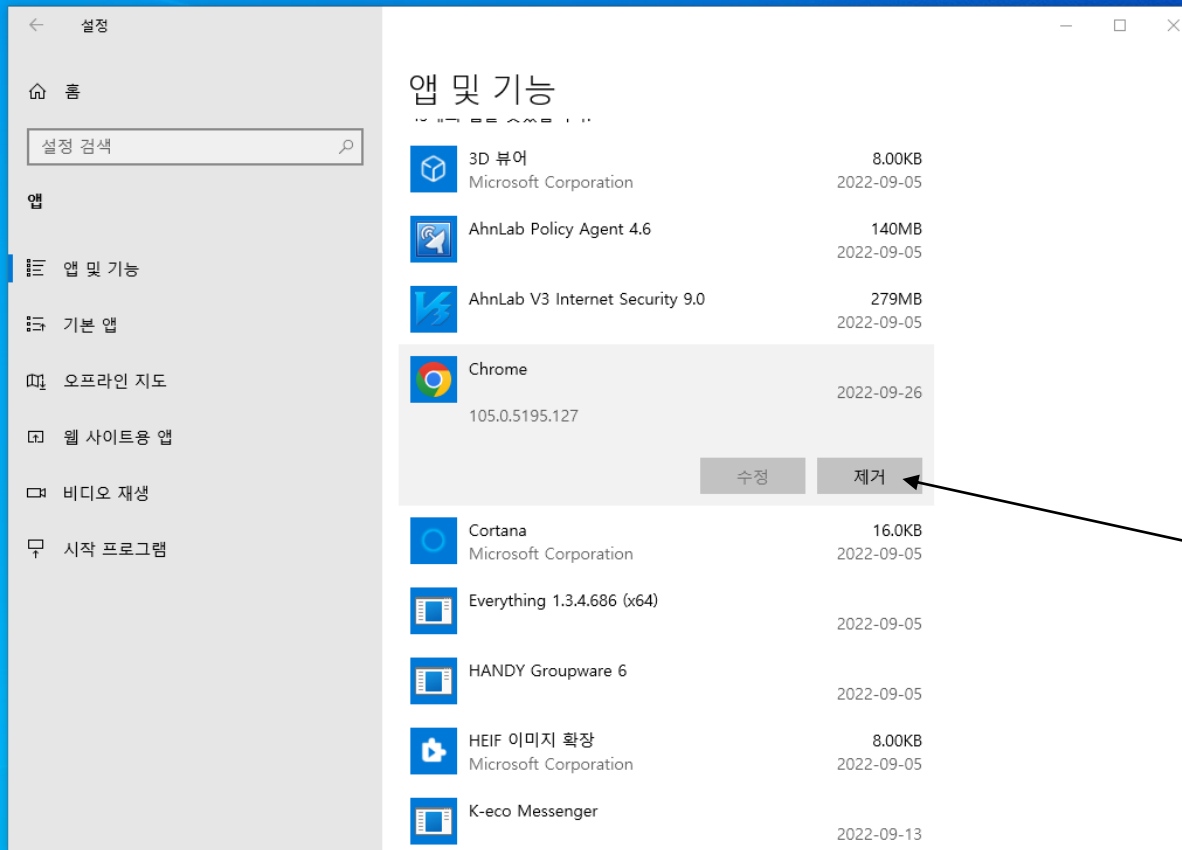 설정
홈
설정 검색
앱
앱 및 기능
기본 앱
오프라인 지도
웹 사이트용 앱
비디오 재생
시작 프로그램
앱 및 기능
3D 뷰어 8.00KB
Microsoft Corporation 2022-09-05
AhnLab Policy Agent 4.6 140MB
2022-09-05
AhnLab V3 Internet Security 9.0 279MB
2022-09-05
Chrome
2022-09-26
105.0.5195.127
수정 제거
Cortana 16.0KB
Microsoft Corporation 2022-09-05
Everything 1.3.4.686 (x64)
2022-09-05
HANDY Groupware 6
2022-09-05
HEIF 이미지 확장 8.00KB
Microsoft Corporation 2022-09-05
K-eco Messenger
2022-09-13